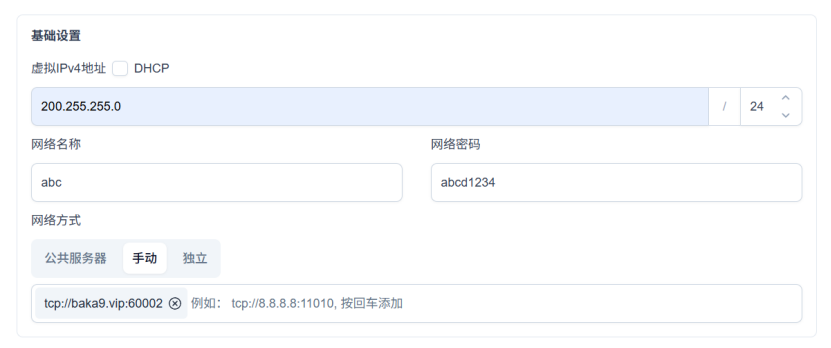 基础设置
虚拟IPv4地址 DHCP
200.255.255.0 / 24
网络名称 网络密码
abc abcd1234
网络方式
公共服务器 手动 独立
tcp://baka9.vip:60002 例如： tcp://8.8.8.8:11010, 按回车添加